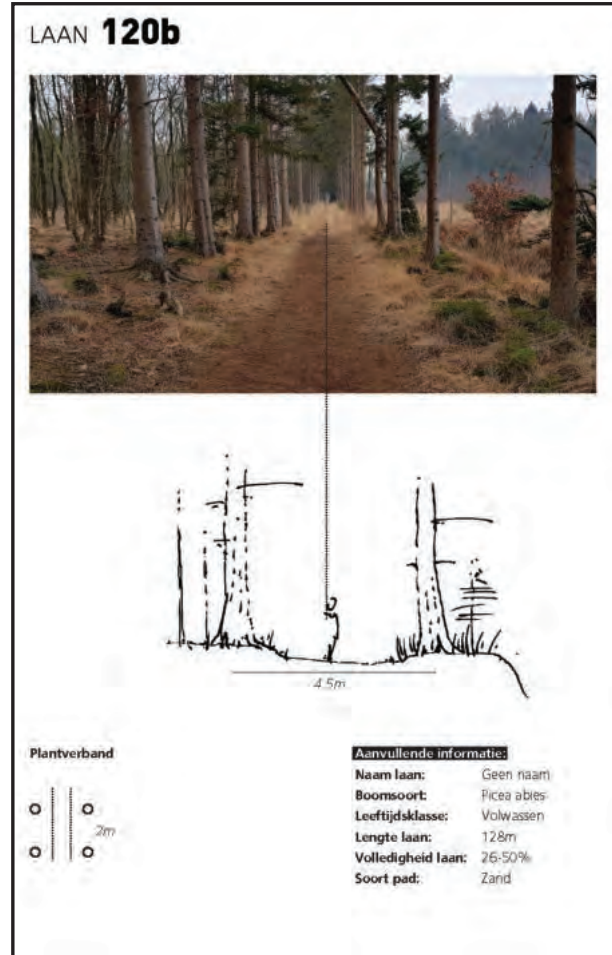 LAAN 120b
4.5m
Plantverband
2m
Aanvullende informatie:
Naam laan: Geen naam
Boomsoort: Picea abies
Leeftijdsklasse: Volwassen
Lengte laan: 128m
Volledigheid laan: 26-50%
Soort pad: Zand